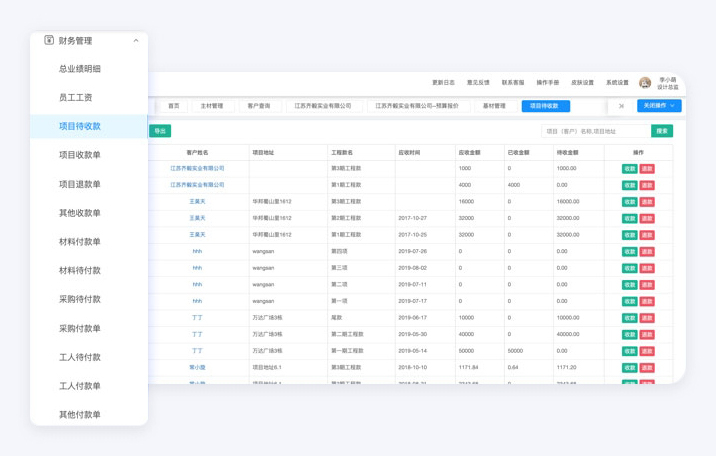 财务管理
总业绩明细
员工工资
项目待收款
项目收款单
项目退款单
其他收款单
材料付款单
材料待付款
采购待付款
采购付款单
工人待付款
工人付款单
其他付款单
更新日志 意见反馈 联系客服 操作手册 皮肤设置 系统设置 李小萌
设计总监
首页 主材管理 客户查询 江苏齐毅实业有限公司 江苏齐毅实业有限公司-预算报价 基材管理 项目待收款 关闭操作
导出 项目（客户）名称,项目地址 搜索
客户姓名 项目地址 工程款名 应收时间 应收金额 已收金额 待收金额 操作
江苏齐毅实业有限公司 第3期工程款 1000 0 1000.00 收款 退款
江苏齐毅实业有限公司 第1期工程款 4000 4000 0.00 收款 退款
王昊天 华邦蜀山里1612 第3期工程款 16000 0 16000.00 收款 退款
王昊天 华邦蜀山里1612 第2期工程款 2017-10-27 32000 0 32000.00 收款 退款
王昊天 华邦蜀山里1612 第1期工程款 2017-10-25 32000 0 32000.00 收款 退款
hhh wangsan 第四项 2019-07-26 0 0 0.00 收款 退款
hhh wangsan 第三项 2019-08-02 0 0 0.00 收款 退款
hhh wangsan 第二项 2019-07-11 0 0 0.00 收款 退款
hhh wangsan 第一项 2019-07-17 0 0 0.00 收款 退款
丁丁 万达广场3栋 尾款 2019-06-17 10000 0 10000.00 收款 退款
丁丁 万达广场3栋 第二期工程款 2019-05-30 40000 0 40000.00 收款 退款
丁丁 万达广场3栋 第一期工程款 2019-05-14 50000 50000 0.00 收款 退款
常小旋 项目地址6.1 第3期工程款 2018-10-10 1171.84 0.64 1171.20 收款 退款